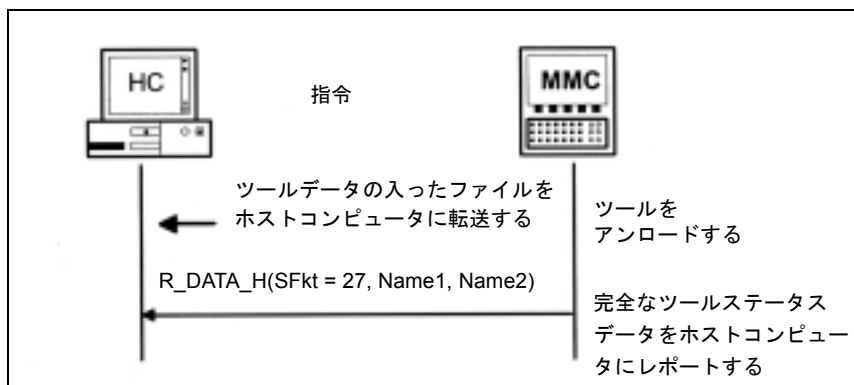 HC
指令
MMC
ツールデータの入ったファイルを
ホストコンピュータに転送する
ツールを
アンロードする
R_DATA_H(SFkt = 27, Name1, Name2)
完全なツールステータス
データをホストコンピュー
タにレポートする